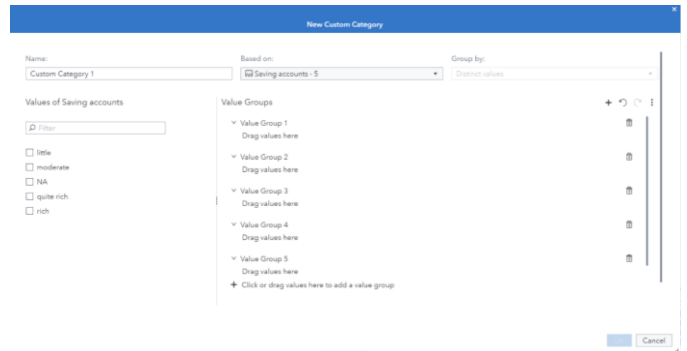 New Custom Category
Name:
Based on:
Group by:
Custom Category 1
Saving accounts - 5
Distinct values
Values of Saving accounts
Value Groups
Filter
little
moderate
NA
quite rich
rich
Value Group 1
Drag values here
Value Group 2
Drag values here
Value Group 3
Drag values here
Value Group 4
Drag values here
Value Group 5
Drag values here
Click or drag values here to add a value group
Cancel